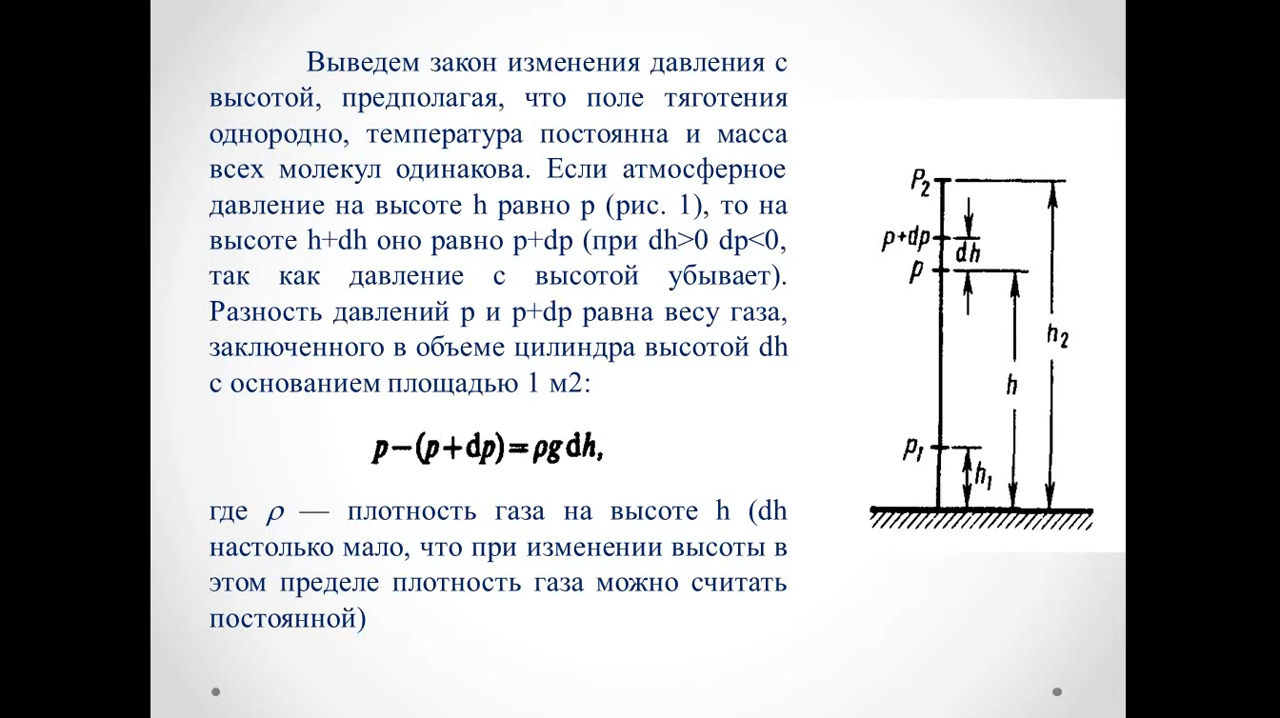 Выведем закон изменения давления с
высотой, предполагая, что поле тяготения
однородно, температура постоянна и масса
всех молекул одинакова. Если атмосферное
давление на высоте h равно p (рис. 1), то на
высоте h+dh оно равно p+dp (при dh>0 dp<0,
так как давление с высотой убывает).
Разность давлений p и p+dp равна весу газа,
заключенного в объеме цилиндра высотой dh
с основанием площадью 1 м2:
p−(p+dp)=ρg dh,
где ρ — плотность газа на высоте h (dh
настолько мало, что при изменении высоты в
этом пределе плотность газа можно считать
постоянной)
p₂
p+dp
dh
p
h₂
h
p₁
h₁